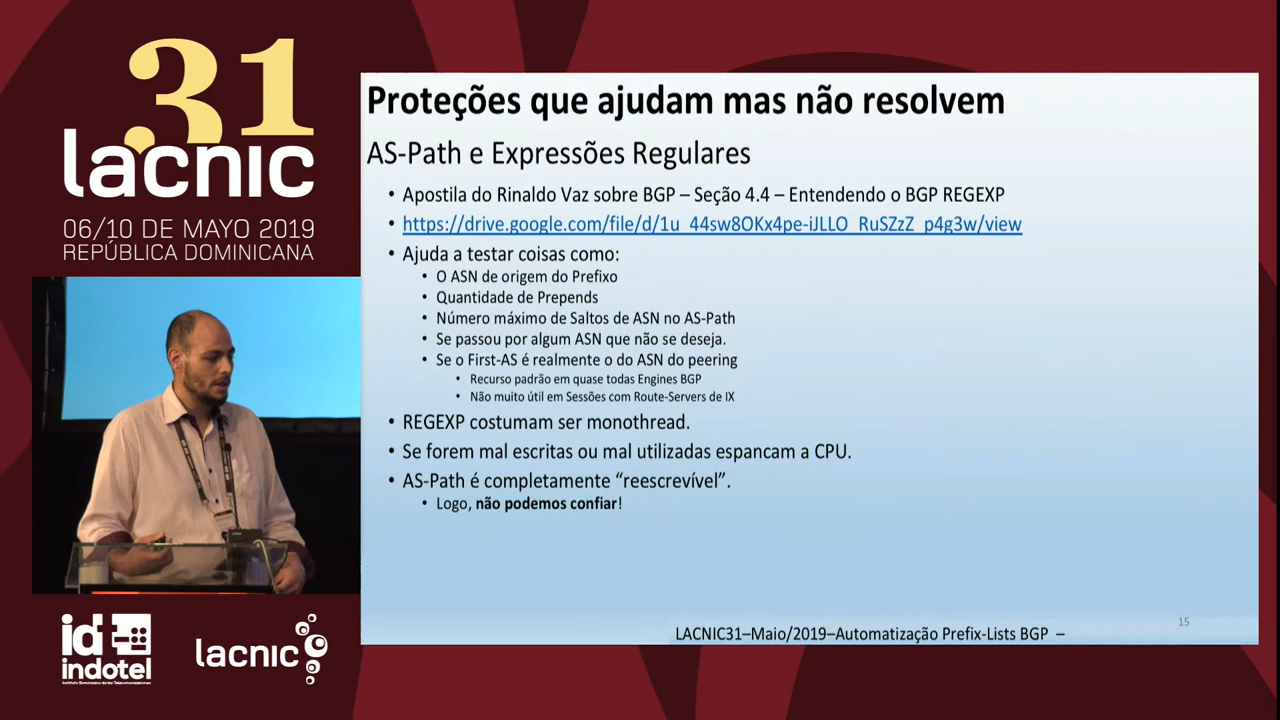 31
lacnic
06/10 DE MAYO 2019
REPÚBLICA DOMINICANA
Proteções que ajudam mas não resolvem
AS-Path e Expressões Regulares
• Apostila do Rinaldo Vaz sobre BGP – Seção 4.4 – Entendendo o BGP REGEXP
• https://drive.google.com/file/d/1u_44sw8OKx4pe-iJLLO_RuSZzZ_p4g3w/view
• Ajuda a testar coisas como:
• O ASN de origem do Prefixo
• Quantidade de Prepends
• Número máximo de Saltos de ASN no AS-Path
• Se passou por algum ASN que não se deseja.
• Se o First-AS é realmente o do ASN do peering
• Recurso padrão em quase todas Engines BGP
• Não muito útil em Sessões com Route-Servers de IX
• REGEXP costumam ser monothread.
• Se forem mal escritas ou mal utilizadas espancam a CPU.
• AS-Path é completamente “reescrevível”.
• Logo, não podemos confiar!
15
LACNIC31–Maio/2019–Automatização Prefix-Lists BGP –
id
indotel
Instituto Dominicano de las Telecomunicaciones
lacnic